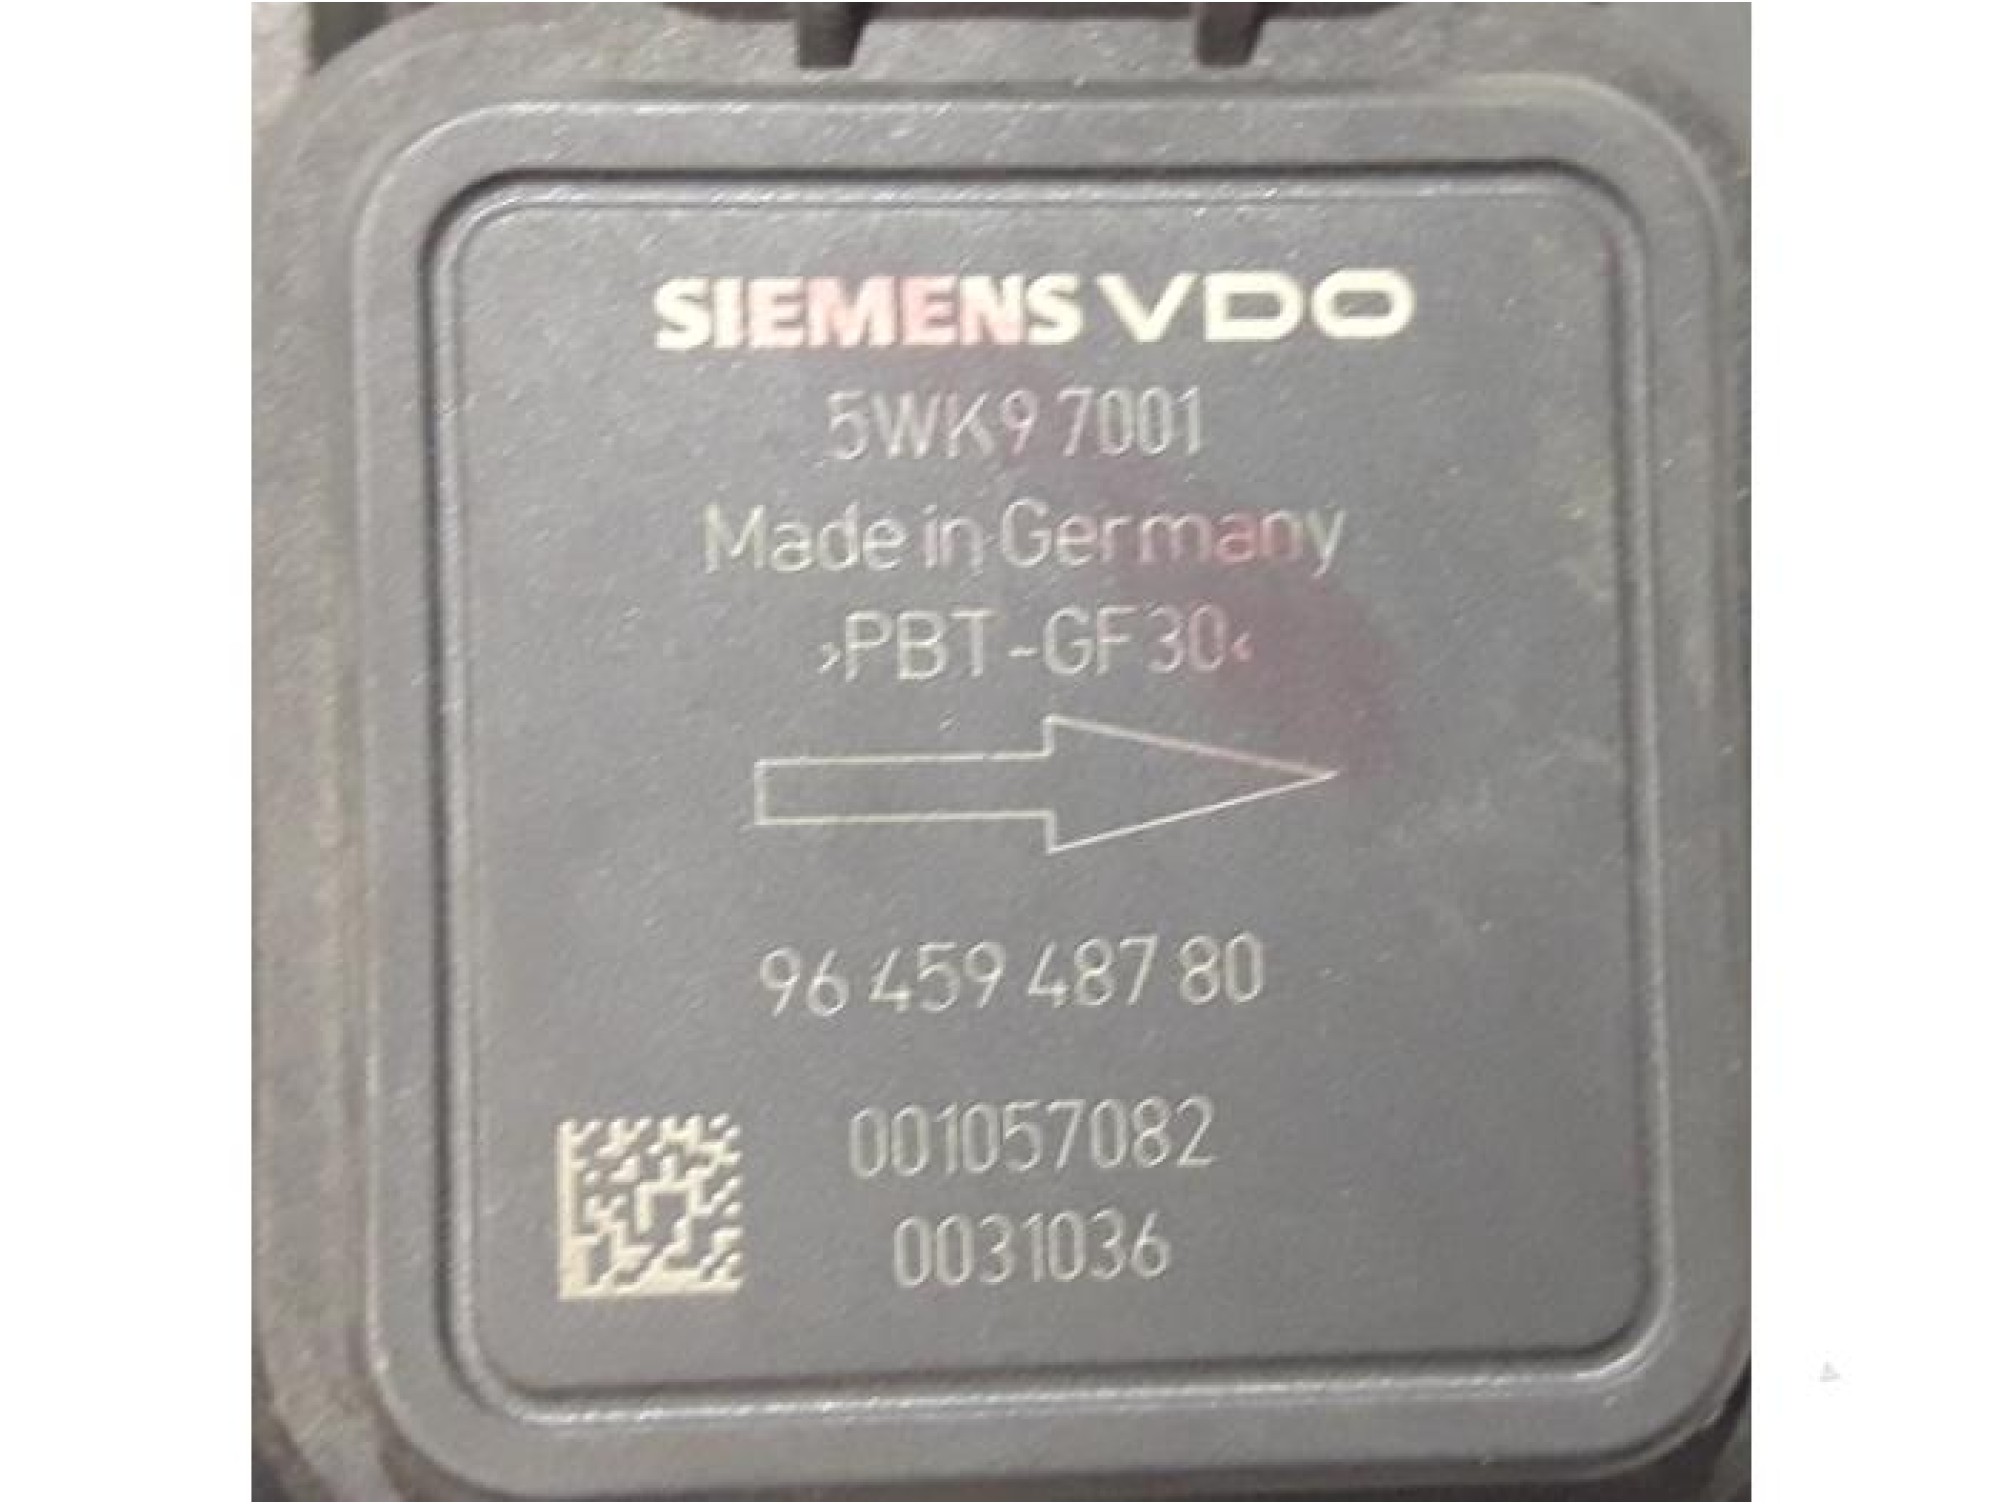 SIEMENS VDO
5WK9 7001
Made in Germany
›PBT-GF30‹
96 459 487 80
001057082
0031036